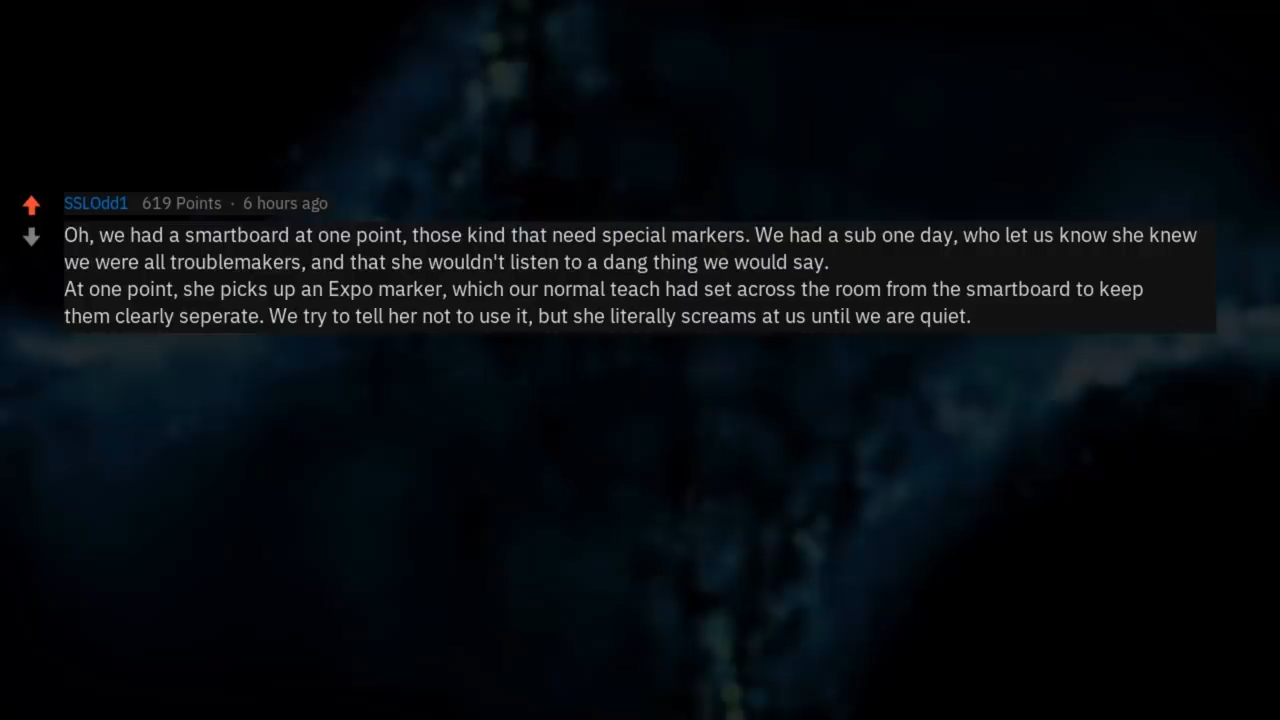 SSLOdd1 619 Points · 6 hours ago
Oh, we had a smartboard at one point, those kind that need special markers. We had a sub one day, who let us know she knew
we were all troublemakers, and that she wouldn't listen to a dang thing we would say.
At one point, she picks up an Expo marker, which our normal teach had set across the room from the smartboard to keep
them clearly seperate. We try to tell her not to use it, but she literally screams at us until we are quiet.